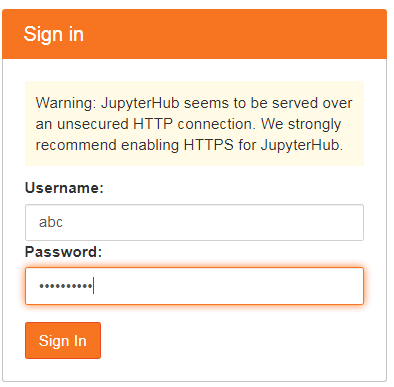 Sign in
Warning: JupyterHub seems to be served over
an unsecured HTTP connection. We strongly
recommend enabling HTTPS for JupyterHub.
Username:
abc
Password:
••••••••••
Sign In